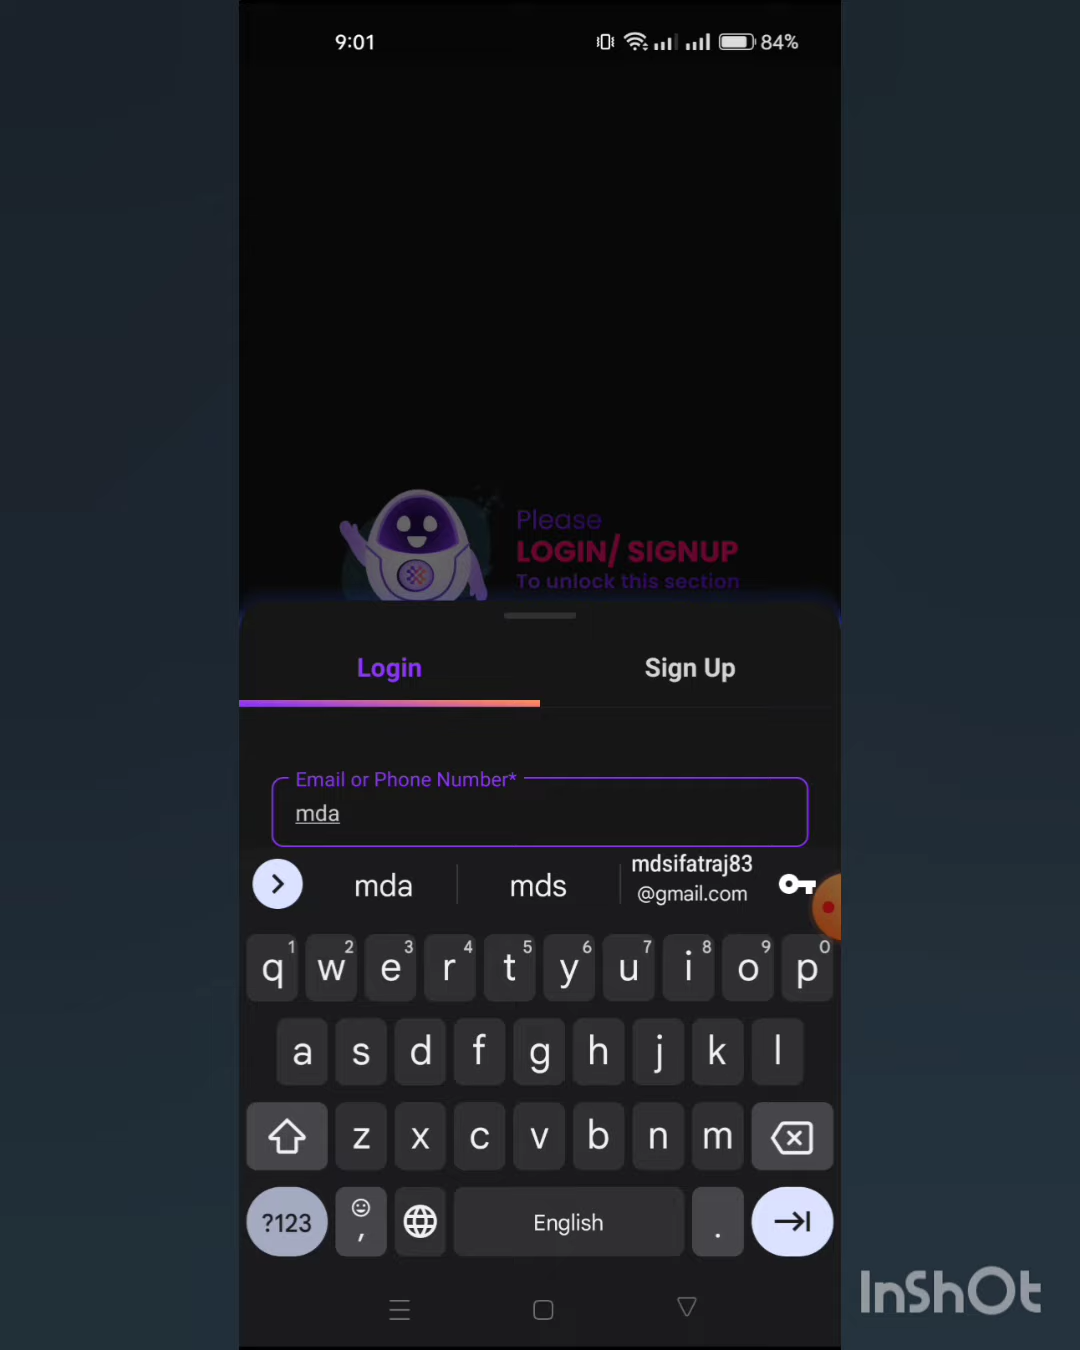 9:01
84%
Please
LOGIN/ SIGNUP
To unlock this section
Login
Sign Up
Email or Phone Number*
mda
mda
mds
mdsifatraj83
@gmail.com
q1 w2 e3 r4 t5 y6 u7 i8 o9 p0
a s d f g h j k l
z x c v b n m
?123 , English .
InShOt